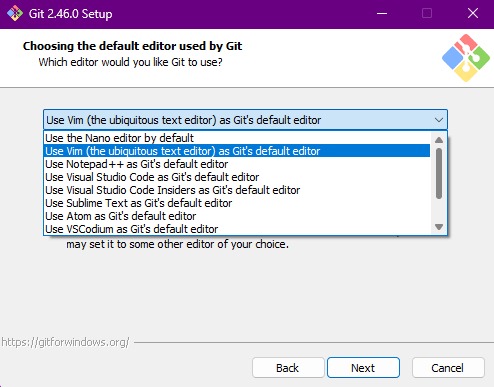 Git 2.46.0 Setup
Choosing the default editor used by Git
Which editor would you like Git to use?
Use Vim (the ubiquitous text editor) as Git's default editor
Use the Nano editor by default
Use Vim (the ubiquitous text editor) as Git's default editor
Use Notepad++ as Git's default editor
Use Visual Studio Code as Git's default editor
Use Visual Studio Code Insiders as Git's default editor
Use Sublime Text as Git's default editor
Use Atom as Git's default editor
Use VSCodium as Git's default editor
may set it to some other editor of your choice.
https://gitforwindows.org/
Back
Next
Cancel